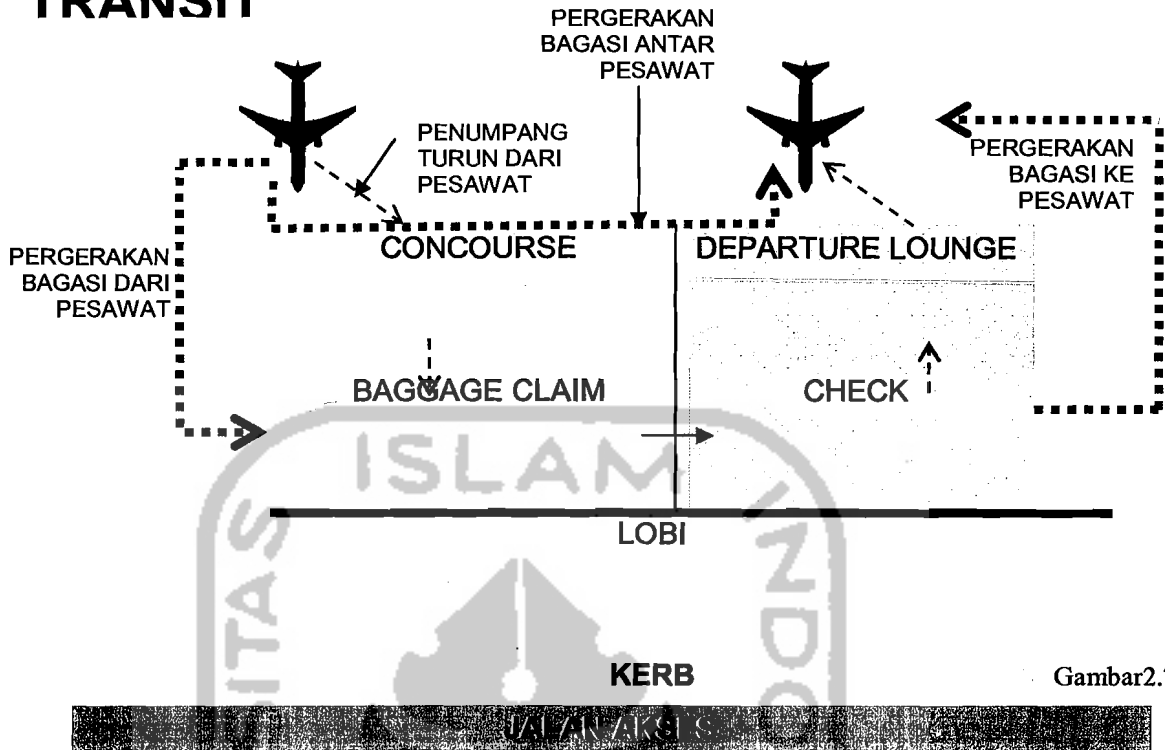 TRANSIT
PERGERAKAN
BAGASI ANTAR
PESAWAT
PENUMPANG
TURUN DARI
PESAWAT
PERGERAKAN
BAGASI KE
PESAWAT
PERGERAKAN
BAGASI DARI
PESAWAT
CONCOURSE
DEPARTURE LOUNGE
BAGGAGE CLAIM
CHECK
ISLAM
LOBI
KERB
Gambar2.
JALAN AKSES